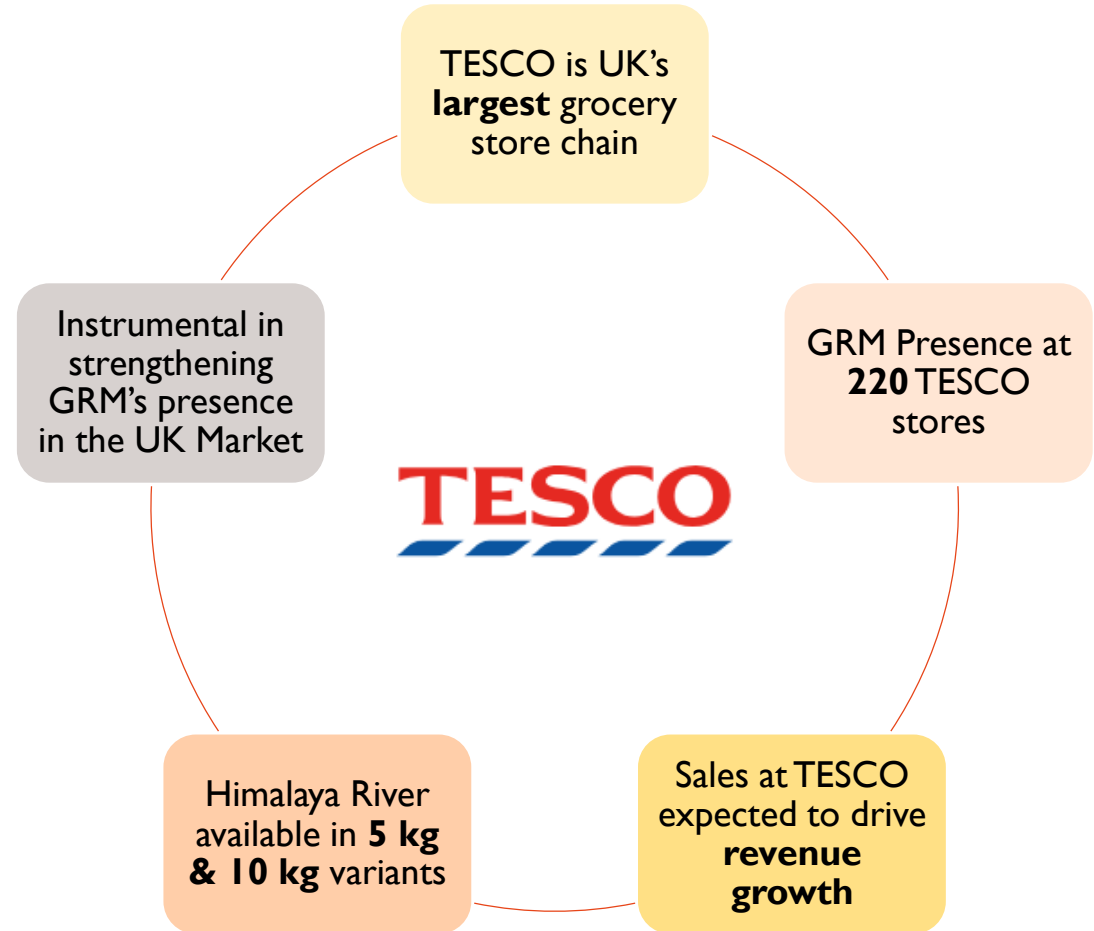 TESCO is UK’s
largest grocery
store chain
GRM Presence at
220 TESCO
stores
Sales at TESCO
expected to drive
revenue
growth
Himalaya River
available in 5 kg
& 10 kg variants
Instrumental in
strengthening
GRM’s presence
in the UK Market
TESCO